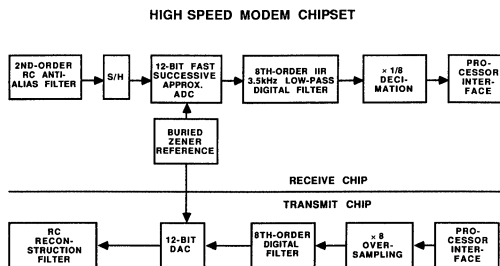 HIGH SPEED MODEM CHIPSET
2ND-ORDER
RC ANTI-
ALIAS FILTER
S/H
12-BIT FAST
SUCCESSIVE
APPROX.
ADC
8TH-ORDER IIR
3.5kHz LOW-PASS
DIGITAL FILTER
× 1/8
DECI-
MATION
PRO-
CESSOR
INTER-
FACE
BURIED
ZENER
REFERENCE
RECEIVE CHIP
TRANSMIT CHIP
RC
RECON-
STRUCTION
FILTER
12-BIT
DAC
8TH-ORDER
DIGITAL
FILTER
× 8
OVER-
SAMPLING
PRO-
CESSOR
INTER-
FACE